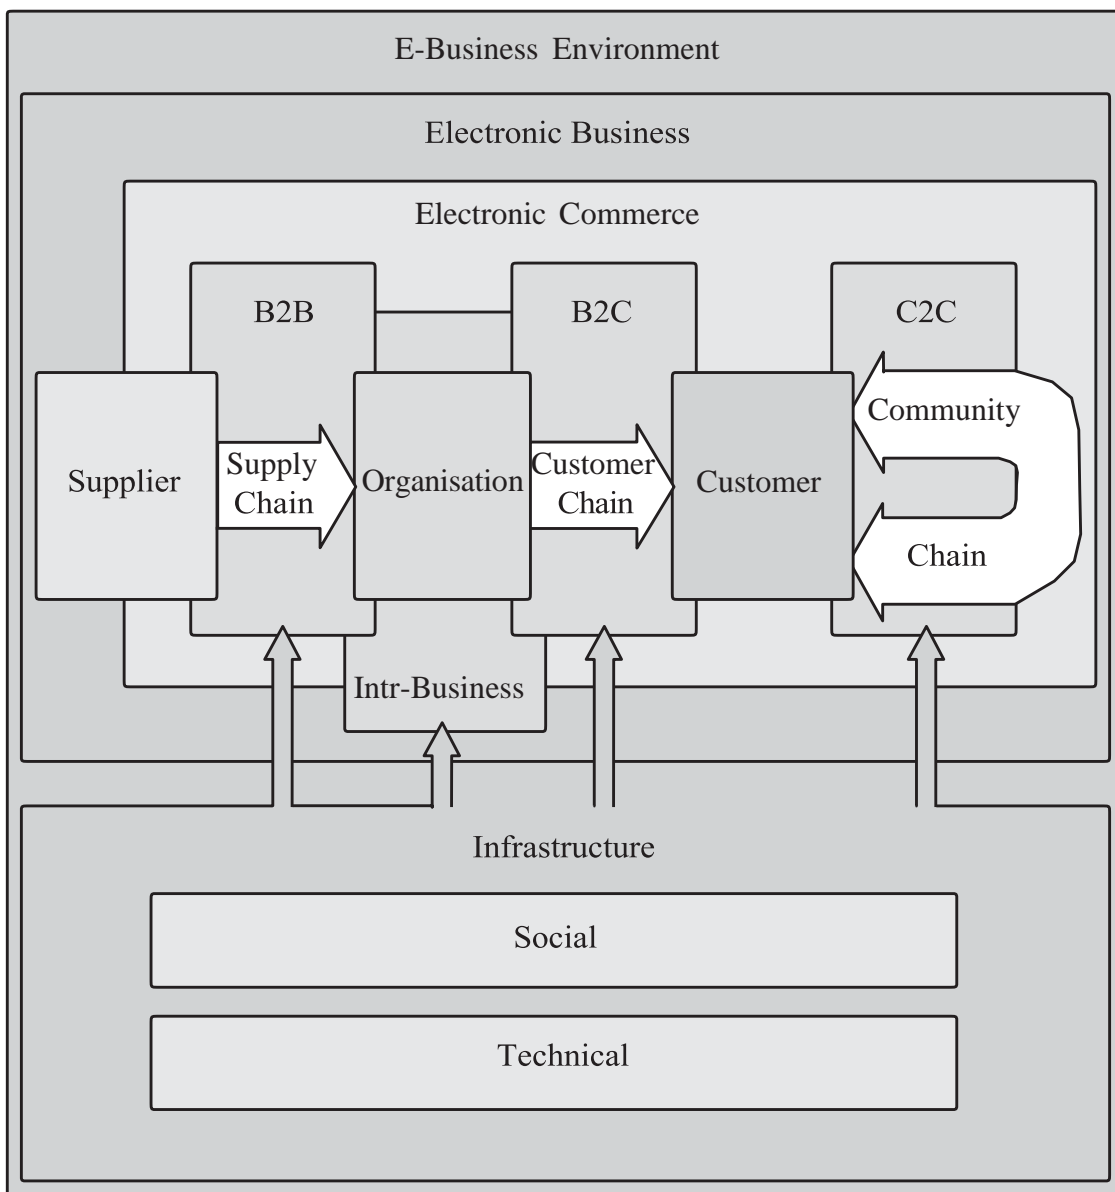 E-Business Environment
Electronic Business
Electronic Commerce
B2B
B2C
C2C
Supplier
Supply
Chain
Organisation
Customer
Chain
Customer
Community
Chain
Intr-Business
Infrastructure
Social
Technical